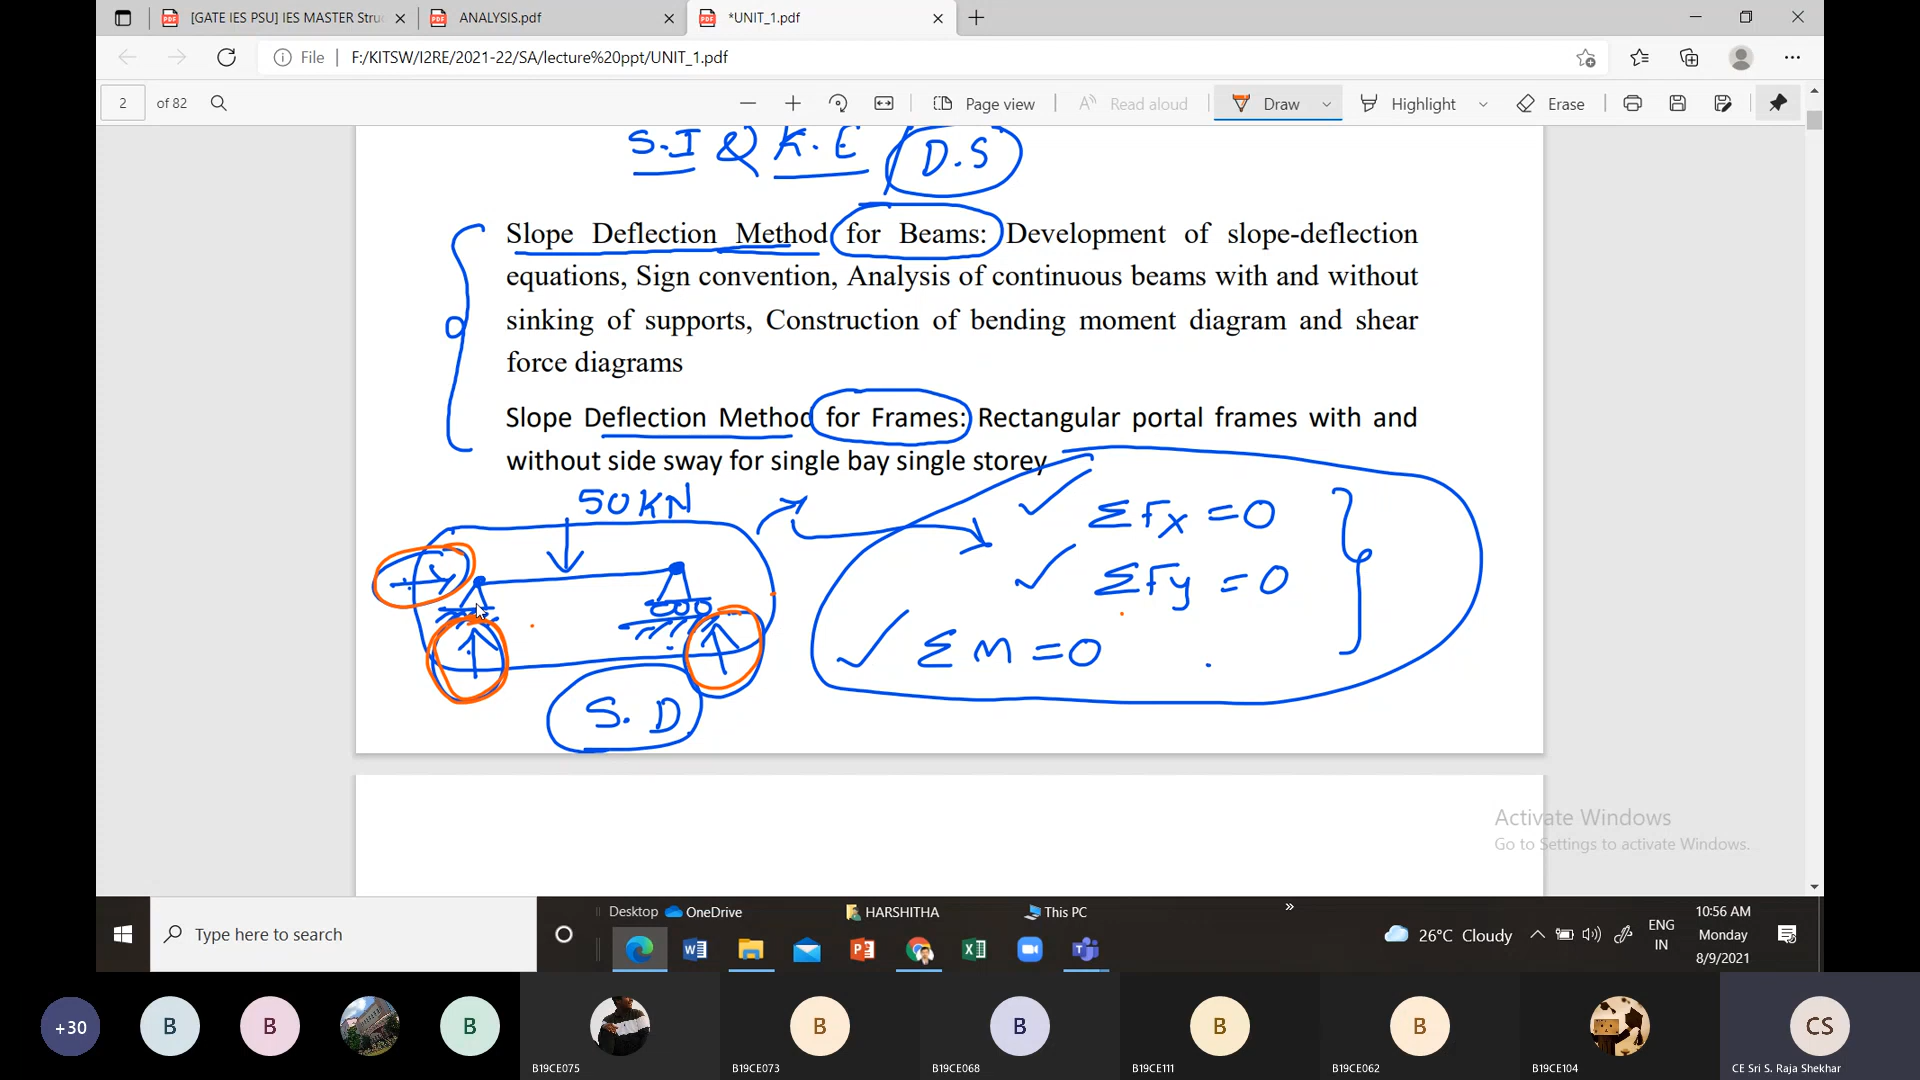 [GATE IES PSU] IES MASTER Stru
ANALYSIS.pdf
*UNIT_1.pdf
File
F:/KITSW/I2RE/2021-22/SA/lecture%20ppt/UNIT_1.pdf
2 of 82
Page view
Read aloud
Draw
Highlight
Erase
S.I & K.E D.S
Slope Deflection Method for Beams: Development of slope-deflection
equations, Sign convention, Analysis of continuous beams with and without
sinking of supports, Construction of bending moment diagram and shear
force diagrams
Slope Deflection Method for Frames: Rectangular portal frames with and
without side sway for single bay single storey
50KN
ΣFx =0
ΣFy =0
ΣM =0
S.D
Activate Windows
Go to Settings to activate Windows.
Type here to search
Desktop
OneDrive
HARSHITHA
This PC
»
26°C Cloudy
ENG
IN
10:56 AM
Monday
8/9/2021
+30
B
B
B
B
B
B
B
CS
B19CE075
B19CE073
B19CE068
B19CE111
B19CE062
B19CE104
CE Sri S. Raja Shekhar